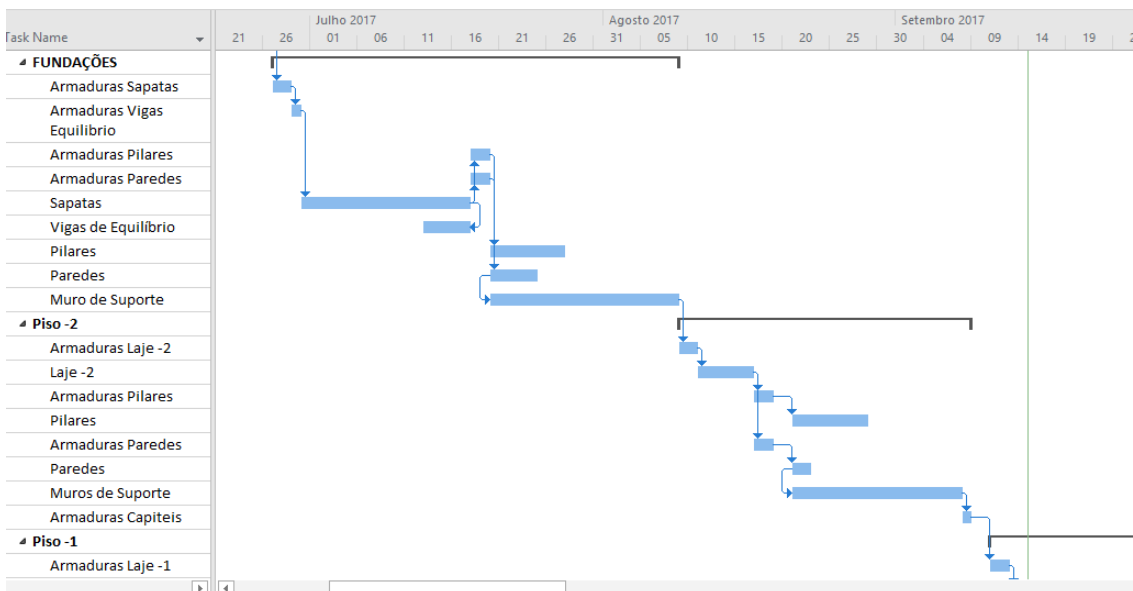 Julho 2017 Agosto 2017 Setembro 2017
Task Name 21 26 01 06 11 16 21 26 31 05 10 15 20 25 30 04 09 14 19
FUNDAÇÕES
Armaduras Sapatas
Armaduras Vigas
Equilibrio
Armaduras Pilares
Armaduras Paredes
Sapatas
Vigas de Equilíbrio
Pilares
Paredes
Muro de Suporte
Piso -2
Armaduras Laje -2
Laje -2
Armaduras Pilares
Pilares
Armaduras Paredes
Paredes
Muros de Suporte
Armaduras Capiteis
Piso -1
Armaduras Laje -1